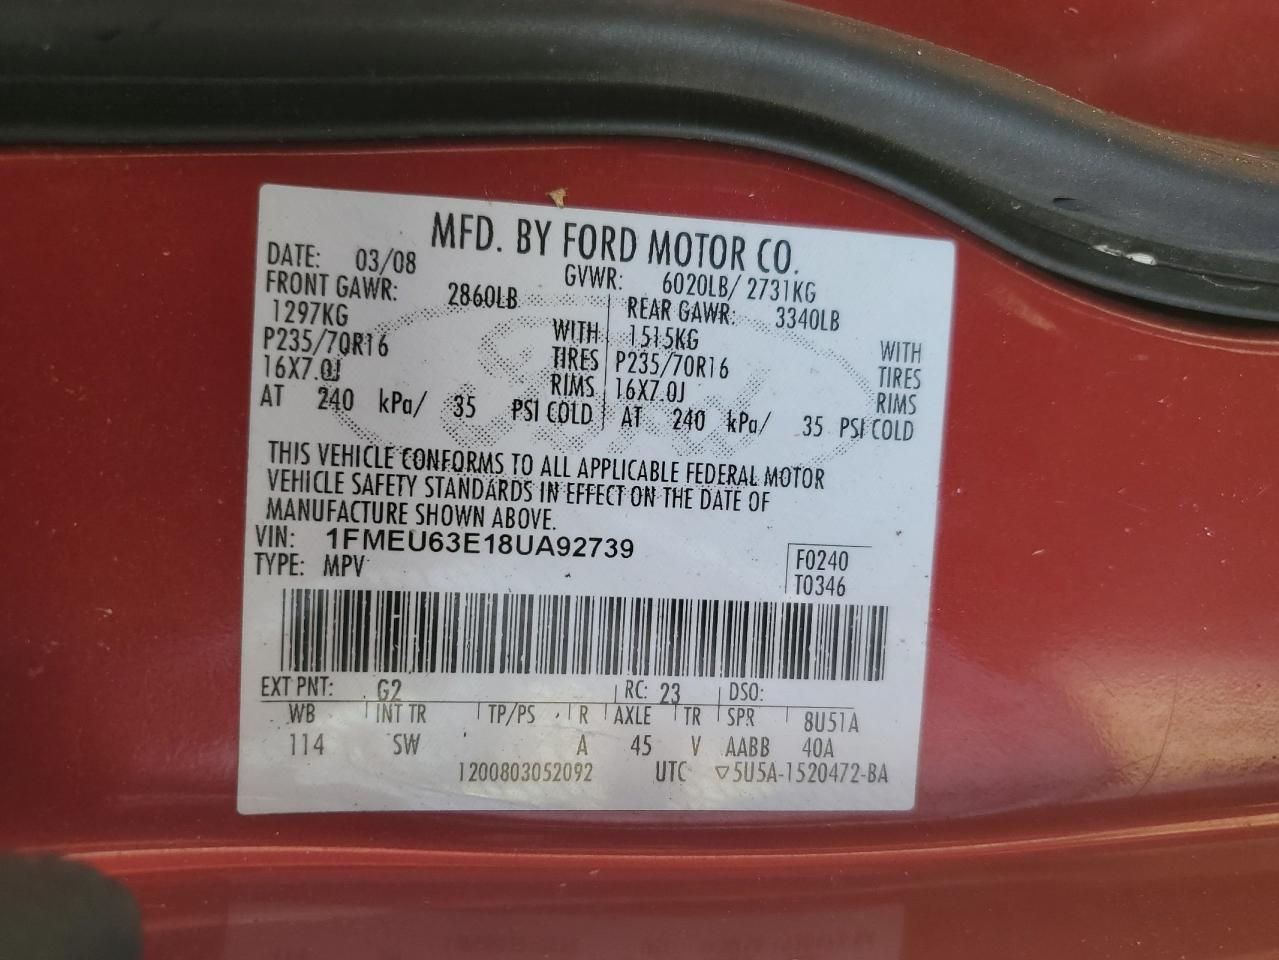 MFD. BY FORD MOTOR CO.
DATE: 03/08 GVWR: 6020LB/ 2731KG
FRONT GAWR: 2860LB REAR GAWR: 3340LB
1297KG WITH 1515KG WITH
P235/70R16 TIRES P235/70R16 TIRES
16X7.0J RIMS 16X7.0J RIMS
AT 240 kPa/ 35 PSI COLD AT 240 kPa/ 35 PSI COLD
THIS VEHICLE CONFORMS TO ALL APPLICABLE FEDERAL MOTOR
VEHICLE SAFETY STANDARDS IN EFFECT ON THE DATE OF
MANUFACTURE SHOWN ABOVE.
VIN: 1FMEU63E18UA92739
TYPE: MPV
F0240
T0346
EXT PNT: G2 RC: 23 DSO:
WB INT TR TP/PS R AXLE TR SPR 8U51A
114 SW A 45 V AABB 40A
1200803052092 UTC ▽5U5A-1520472-BA